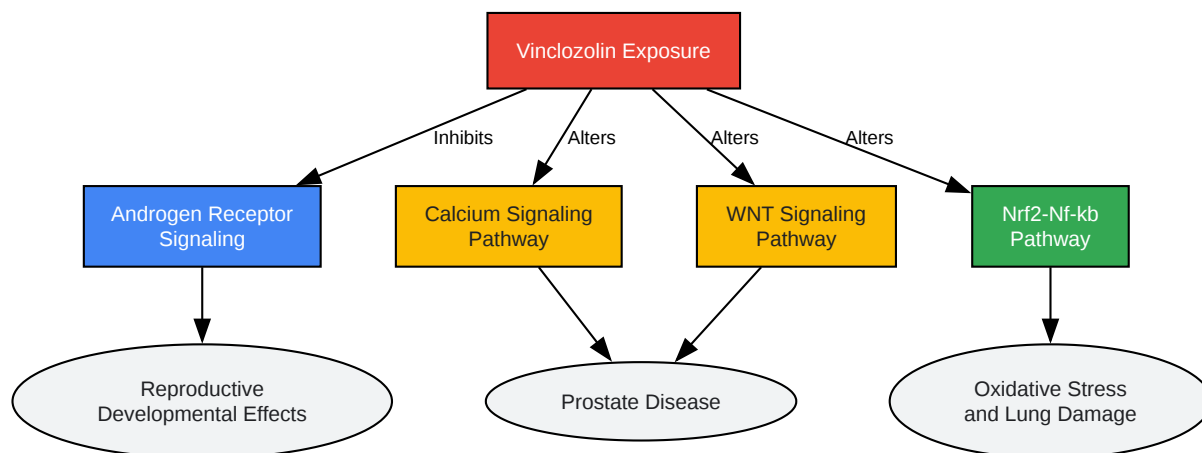 Vinclozolin Exposure
Inhibits
Alters
Alters
Alters
Androgen Receptor
Signaling
Calcium Signaling
Pathway
WNT Signaling
Pathway
Nrf2-Nf-kb
Pathway
Reproductive
Developmental Effects
Prostate Disease
Oxidative Stress
and Lung Damage